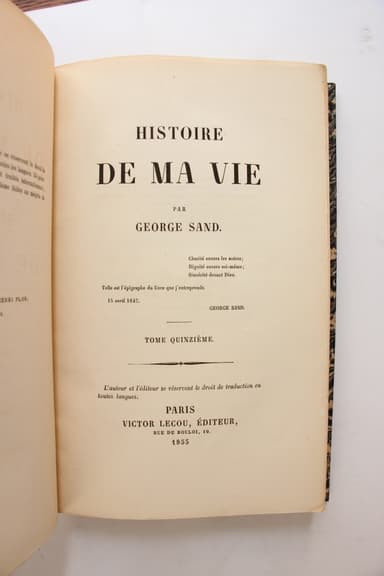 HISTOIRE
DE MA VIE
PAR
GEORGE SAND.
Charité envers les autres;
Dignité envers soi-même;
Sincérité devant Dieu.
Telle est l'épigraphe du livre que j'entreprends.
15 avril 1847.
GEORGE SAND.
TOME QUINZIÈME.
L'auteur et l'éditeur se réservent le droit de traduction en
toutes langues.
PARIS
VICTOR LECOU, ÉDITEUR,
RUE DU BOULOI, 10.
1855